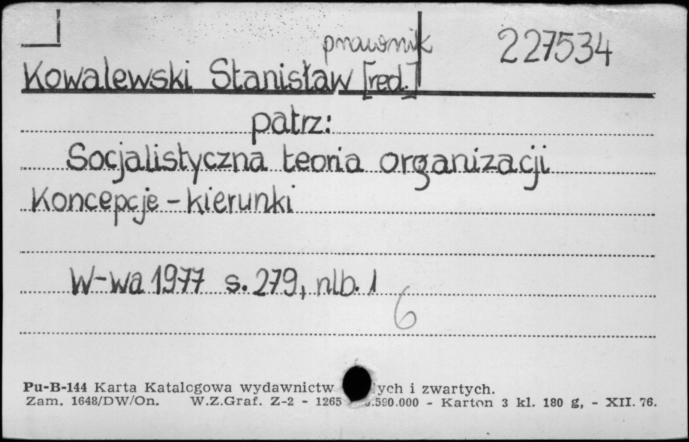 prawnik
227534
Kowalewski Stanisław [red.]
patrz:
Socjalistyczna teoria organizacji
Koncepcje - kierunki
W-wa 1977 s. 279, nlb. 1
6
Pu-B-144 Karta Katalogowa wydawnictw ych i zwartych.
Zam. 1648/DW/On. W.Z.Graf. Z-2 - 1265 .590.000 - Karton 3 kl. 180 g, - XII. 76.